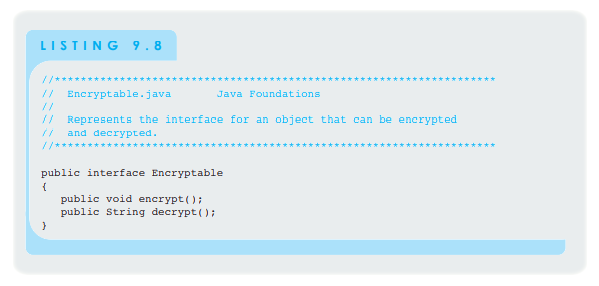 LISTING 9.8
//********************************************************************
//  Encryptable.java       Java Foundations
//
//  Represents the interface for an object that can be encrypted
//  and decrypted.
//********************************************************************
public interface Encryptable
{
   public void encrypt();
   public String decrypt();
}